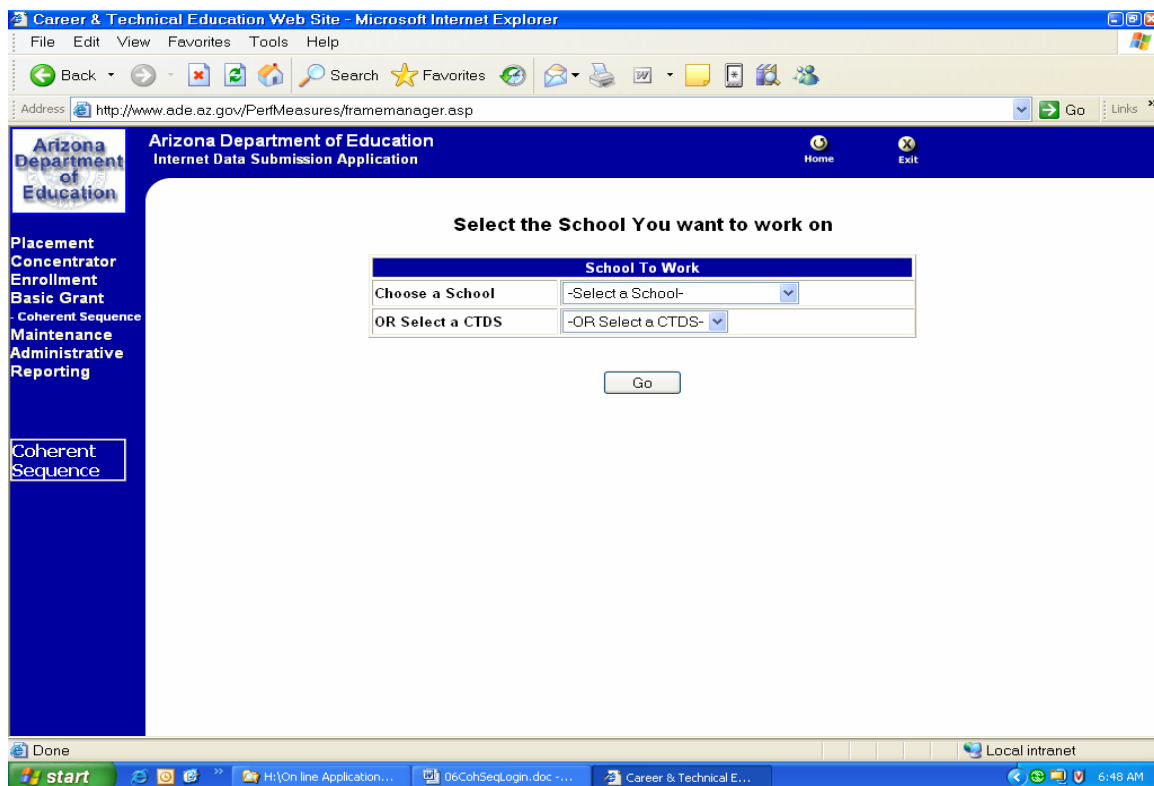 Career & Technical Education Web Site - Microsoft Internet Explorer
File Edit View Favorites Tools Help
Back Search Favorites
Address http://www.ade.az.gov/PerfMeasures/framemanager.asp Go Links »
Arizona Department of Education
Arizona Department of Education
Internet Data Submission Application
Home Exit
Placement
Concentrator
Enrollment
Basic Grant
- Coherent Sequence
Maintenance
Administrative
Reporting
Coherent
Sequence
Select the School You want to work on
School To Work
Choose a School -Select a School-
OR Select a CTDS -OR Select a CTDS-
Go
Done Local intranet
start » H:\On line Application... 06CohSeqLogin.doc -... Career & Technical E... 6:48 AM